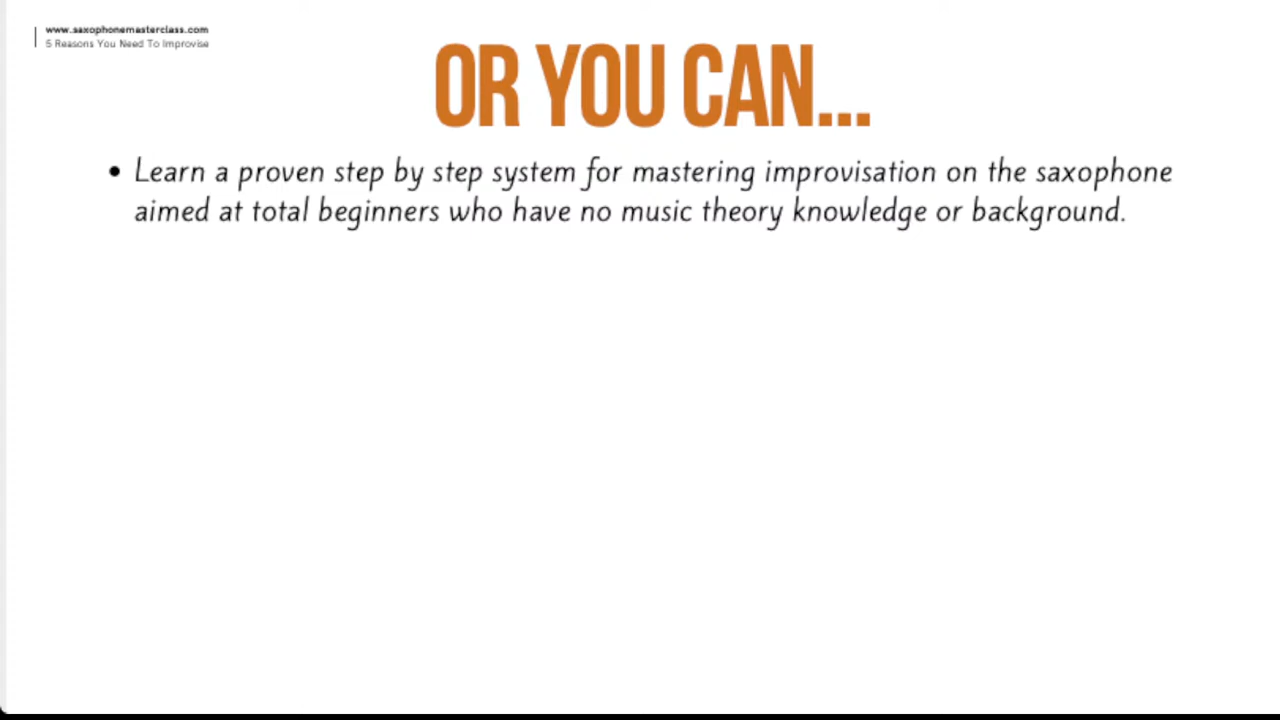 www.saxophonemasterclass.com
5 Reasons You Need To Improvise
OR YOU CAN...
• Learn a proven step by step system for mastering improvisation on the saxophone
aimed at total beginners who have no music theory knowledge or background.